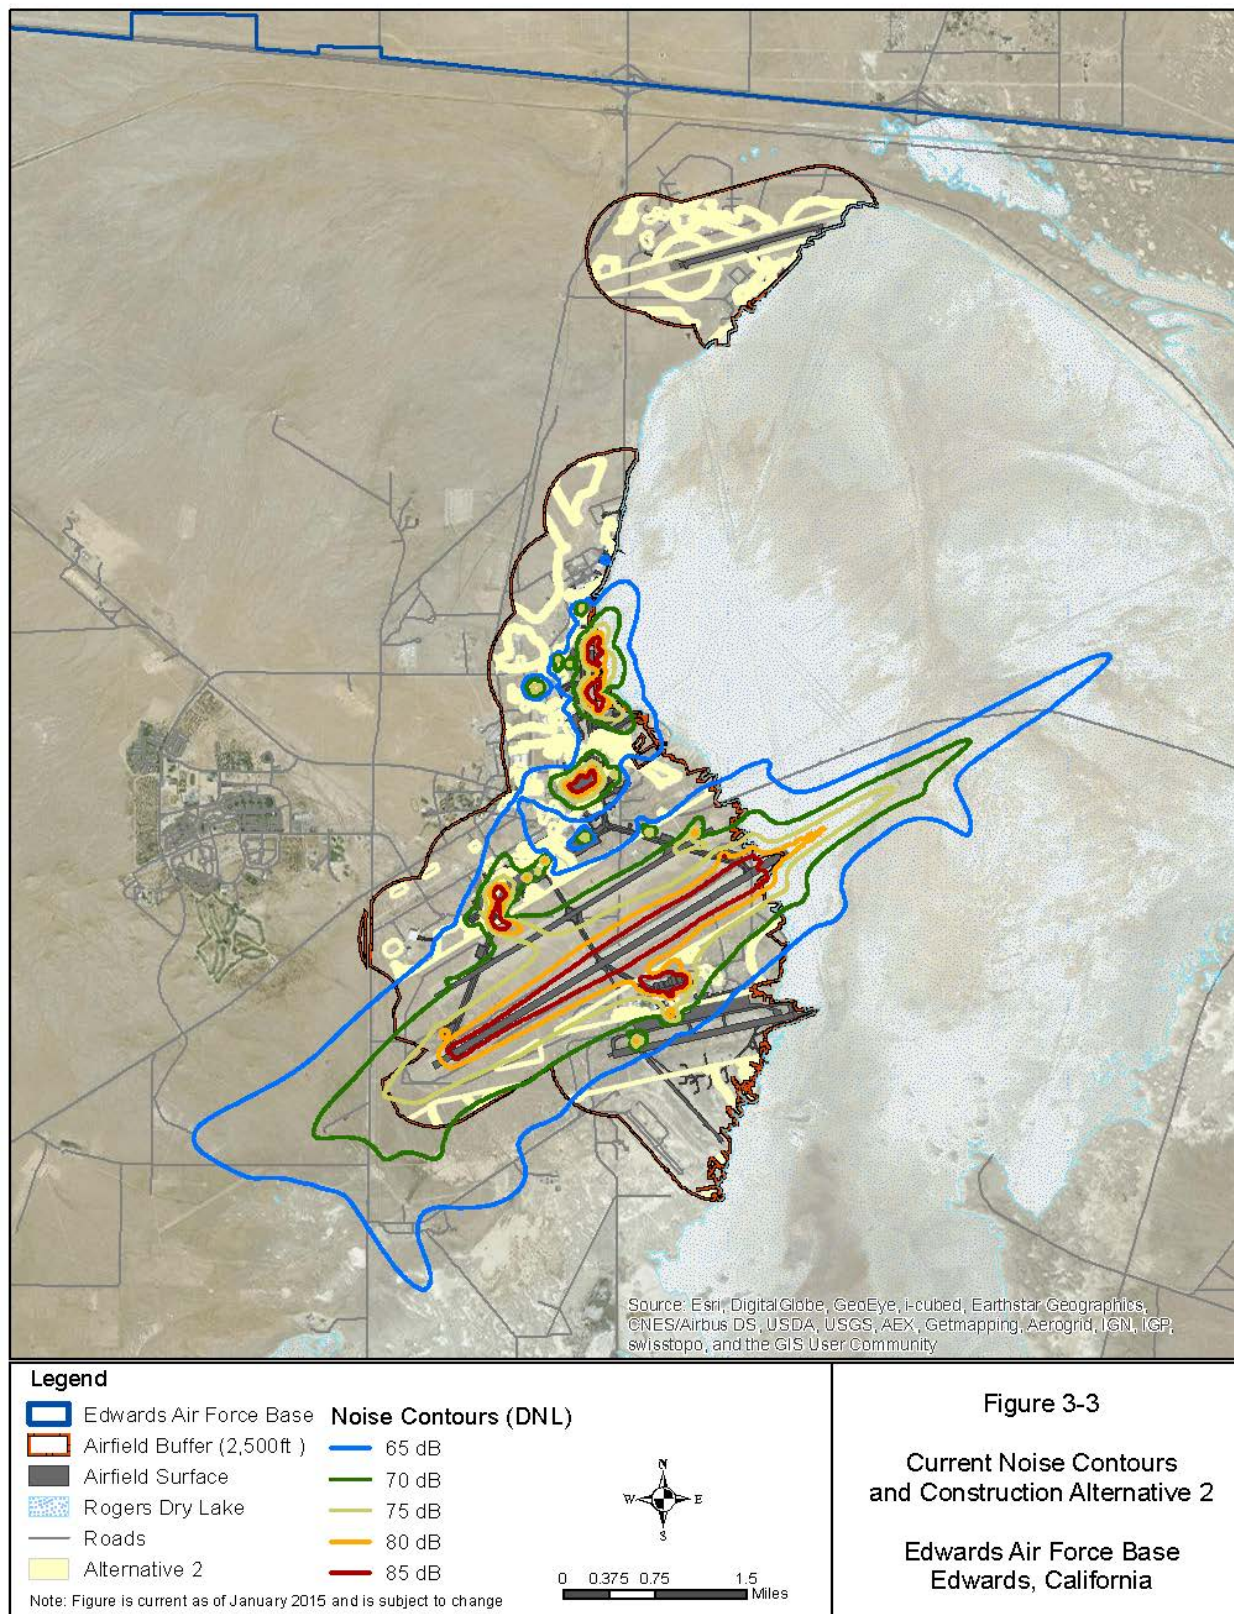 Source: Esri, DigitalGlobe, GeoEye, i-cubed, Earthstar Geographics,
CNES/Airbus DS, USDA, USGS, AEX, Getmapping, Aerogrid, IGN, IGP,
swisstopo, and the GIS User Community
Legend
Edwards Air Force Base
Airfield Buffer (2,500ft )
Airfield Surface
Rogers Dry Lake
Roads
Alternative 2
Note: Figure is current as of January 2015 and is subject to change
Noise Contours (DNL)
65 dB
70 dB
75 dB
80 dB
85 dB
N
W E
S
0 0.375 0.75 1.5
Miles
Figure 3-3
Current Noise Contours
and Construction Alternative 2
Edwards Air Force Base
Edwards, California